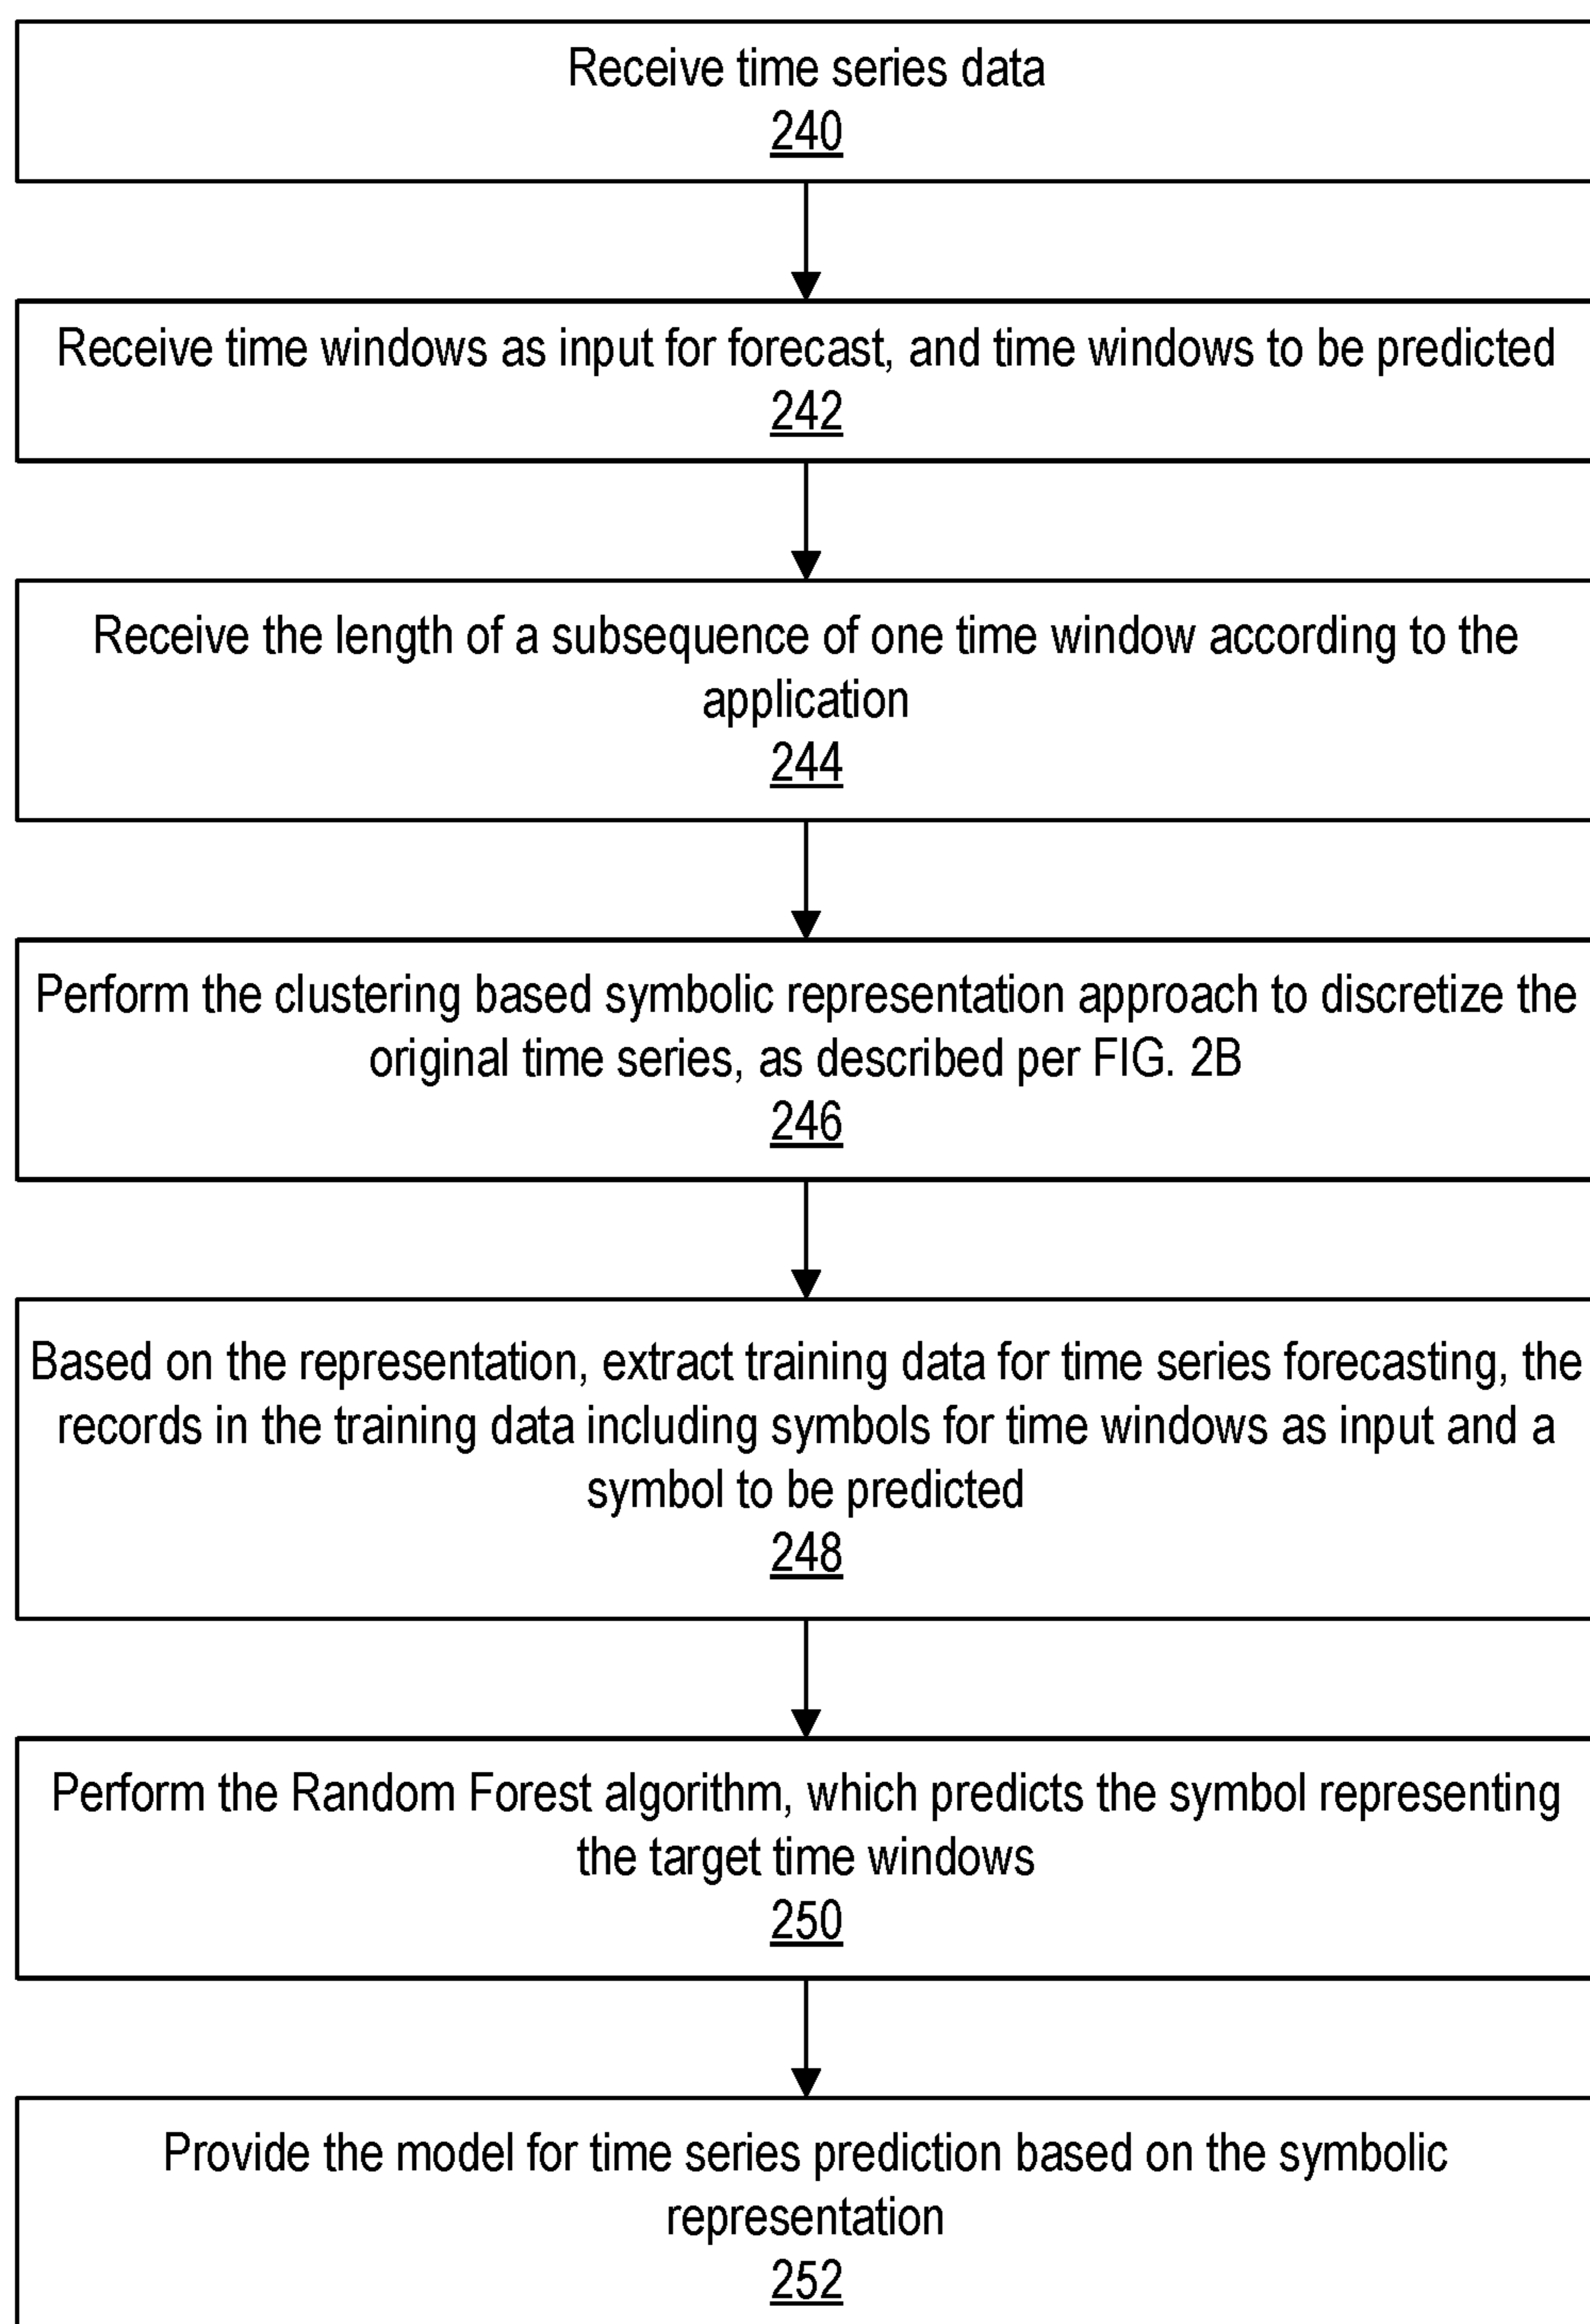 Receive time series data
240
Receive time windows as input for forecast, and time windows to be predicted
242
Receive the length of a subsequence of one time window according to the
application
244
Perform the clustering based symbolic representation approach to discretize the
original time series, as described per FIG. 2B
246
Based on the representation, extract training data for time series forecasting, the
records in the training data including symbols for time windows as input and a
symbol to be predicted
248
Perform the Random Forest algorithm, which predicts the symbol representing
the target time windows
250
Provide the model for time series prediction based on the symbolic
representation
252